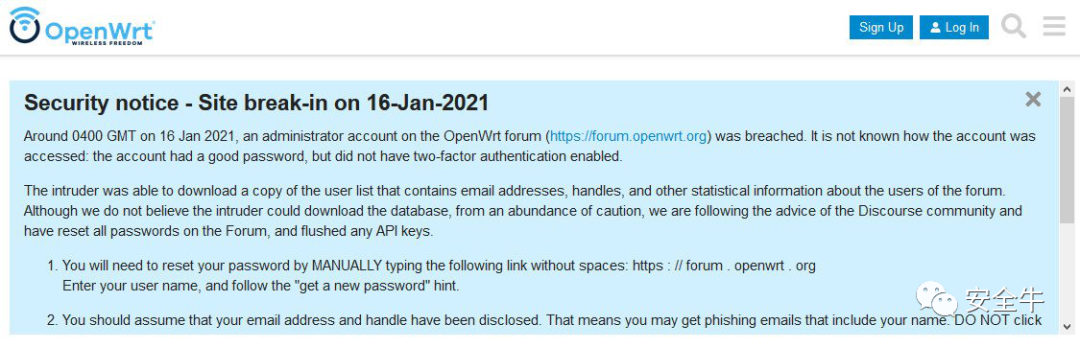 OpenWrt
WIRELESS FREEDOM
Sign Up
Log In
Security notice - Site break-in on 16-Jan-2021
Around 0400 GMT on 16 Jan 2021, an administrator account on the OpenWrt forum (https://forum.openwrt.org) was breached. It is not known how the account was
accessed: the account had a good password, but did not have two-factor authentication enabled.
The intruder was able to download a copy of the user list that contains email addresses, handles, and other statistical information about the users of the forum.
Although we do not believe the intruder could download the database, from an abundance of caution, we are following the advice of the Discourse community and
have reset all passwords on the Forum, and flushed any API keys.
1. You will need to reset your password by MANUALLY typing the following link without spaces: https : // forum . openwrt . org
Enter your user name, and follow the "get a new password" hint.
2. You should assume that your email address and handle have been disclosed. That means you may get phishing emails that include your name. DO NOT click
安全牛